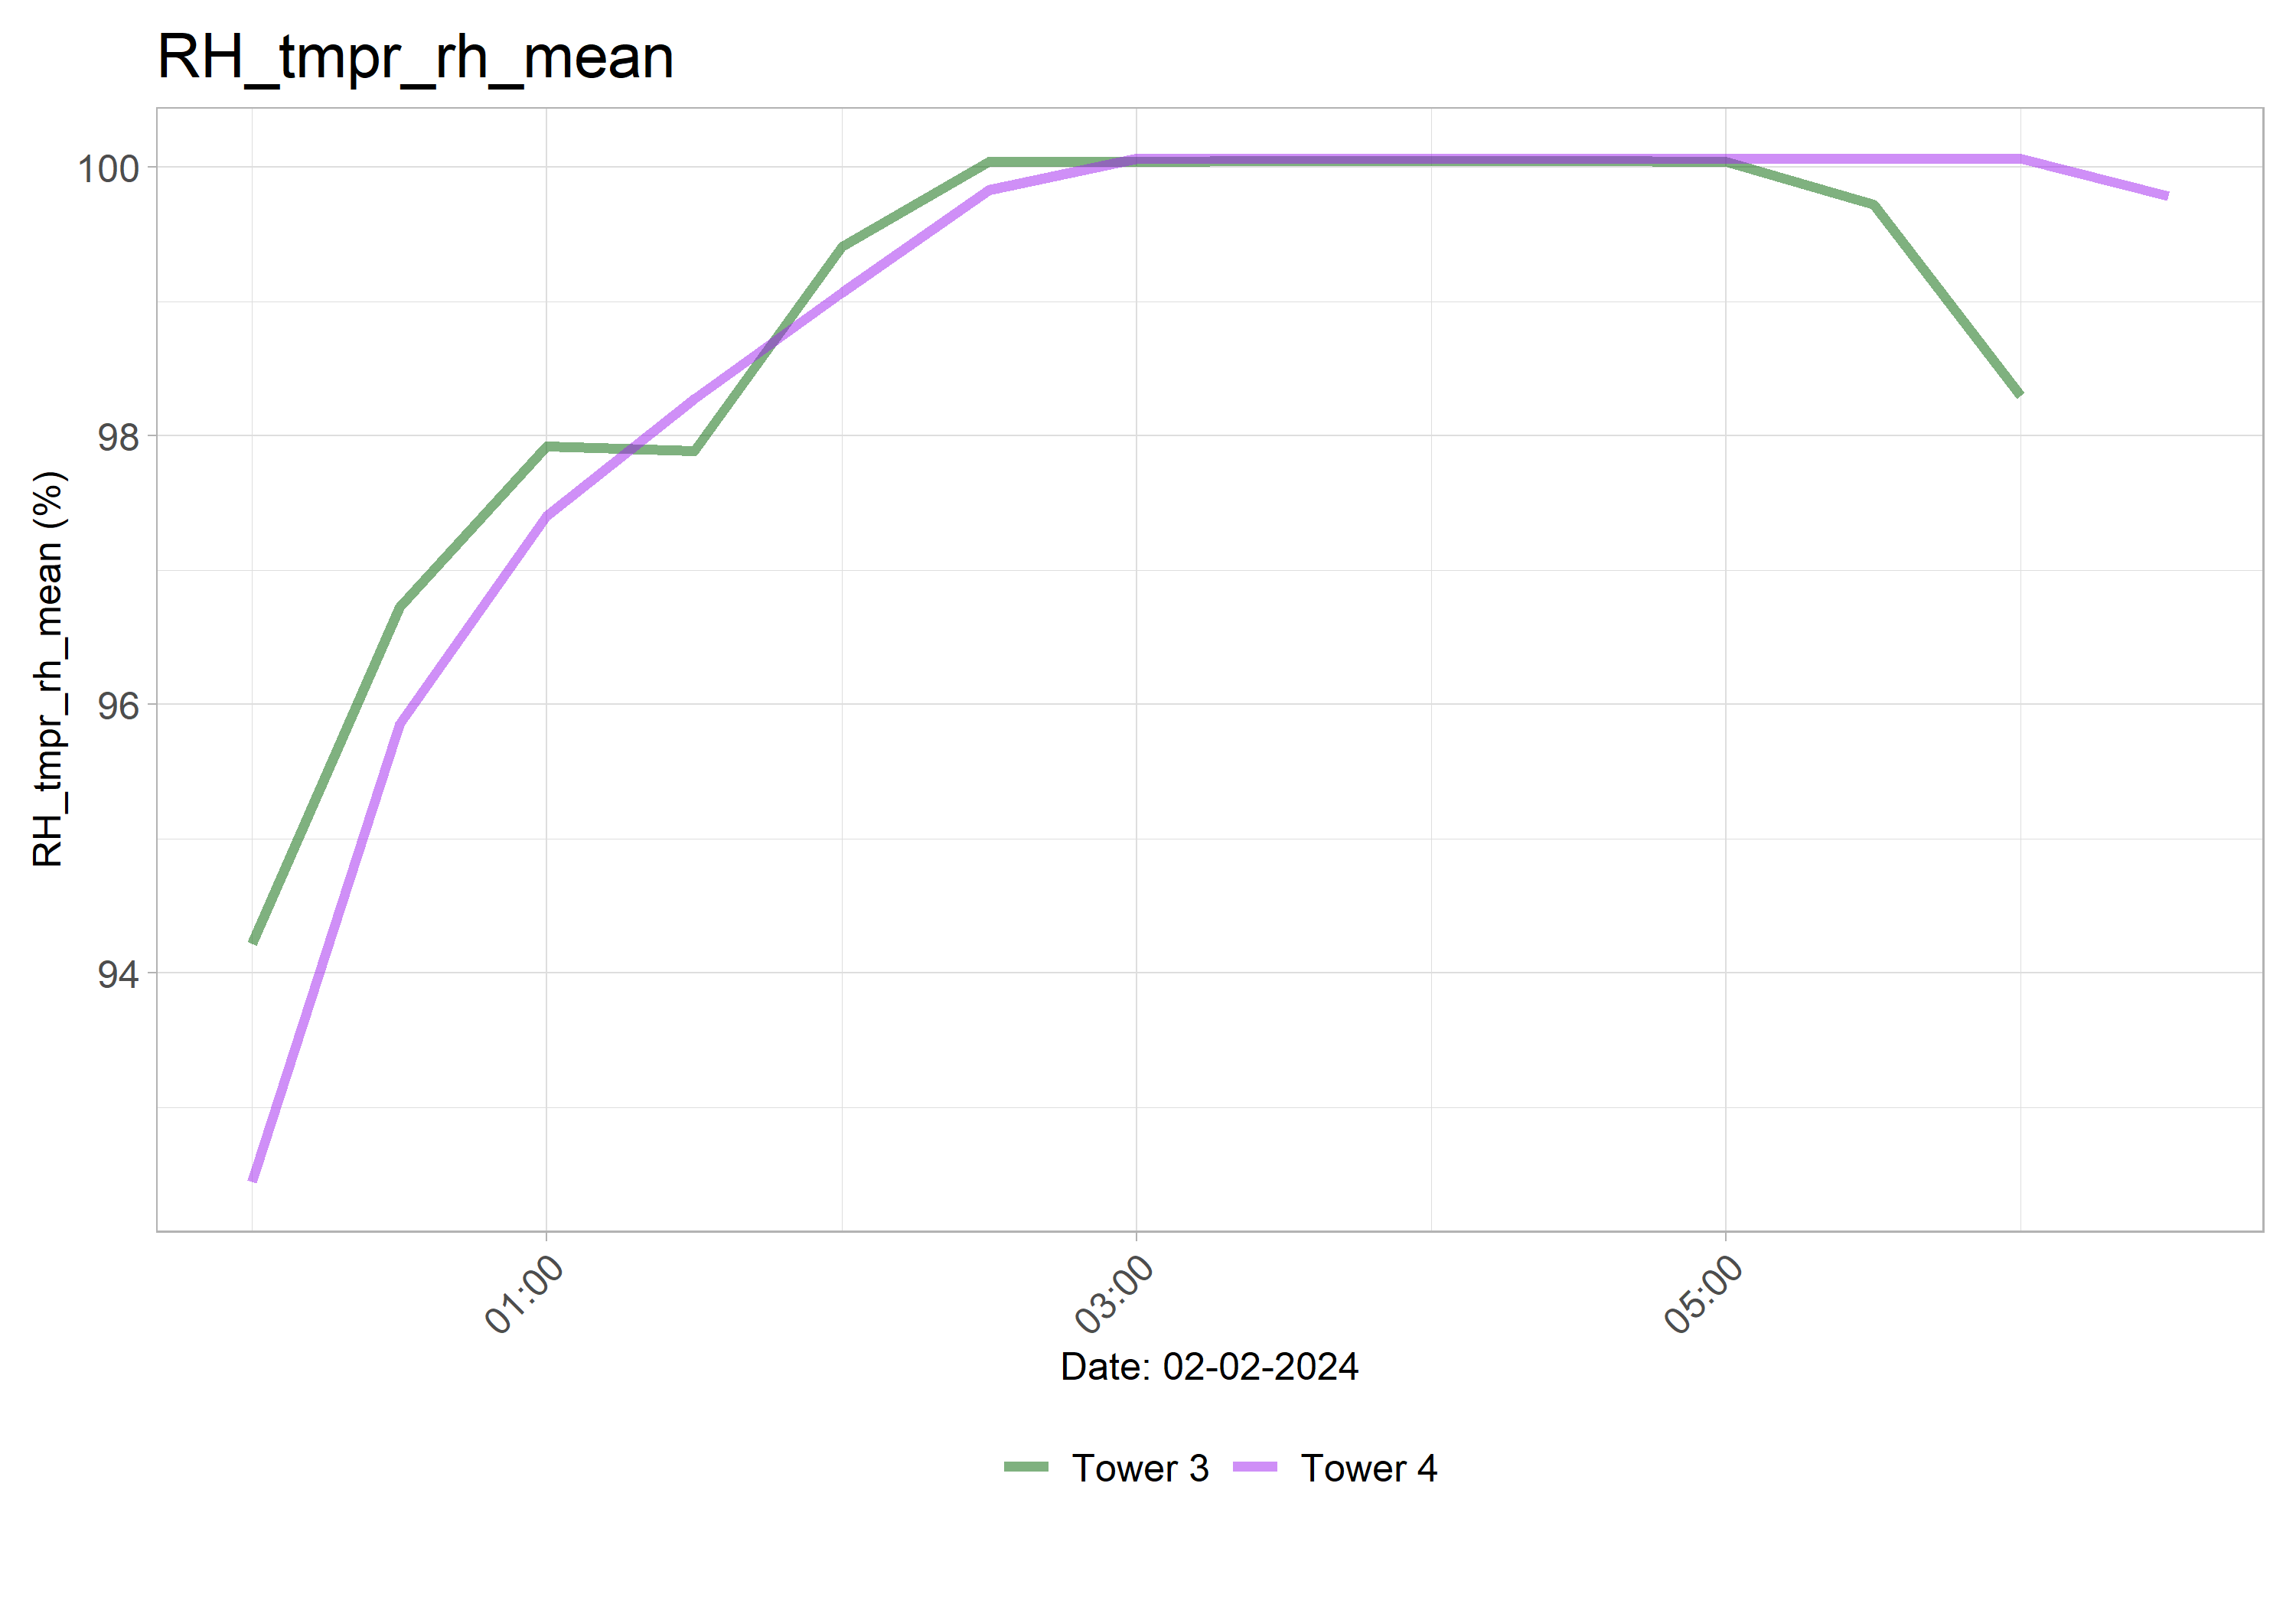 RH_tmpr_rh_mean
RH_tmpr_rh_mean (%)
100
98
96
94
01:00
03:00
05:00
Date: 02-02-2024
Tower 3
Tower 4